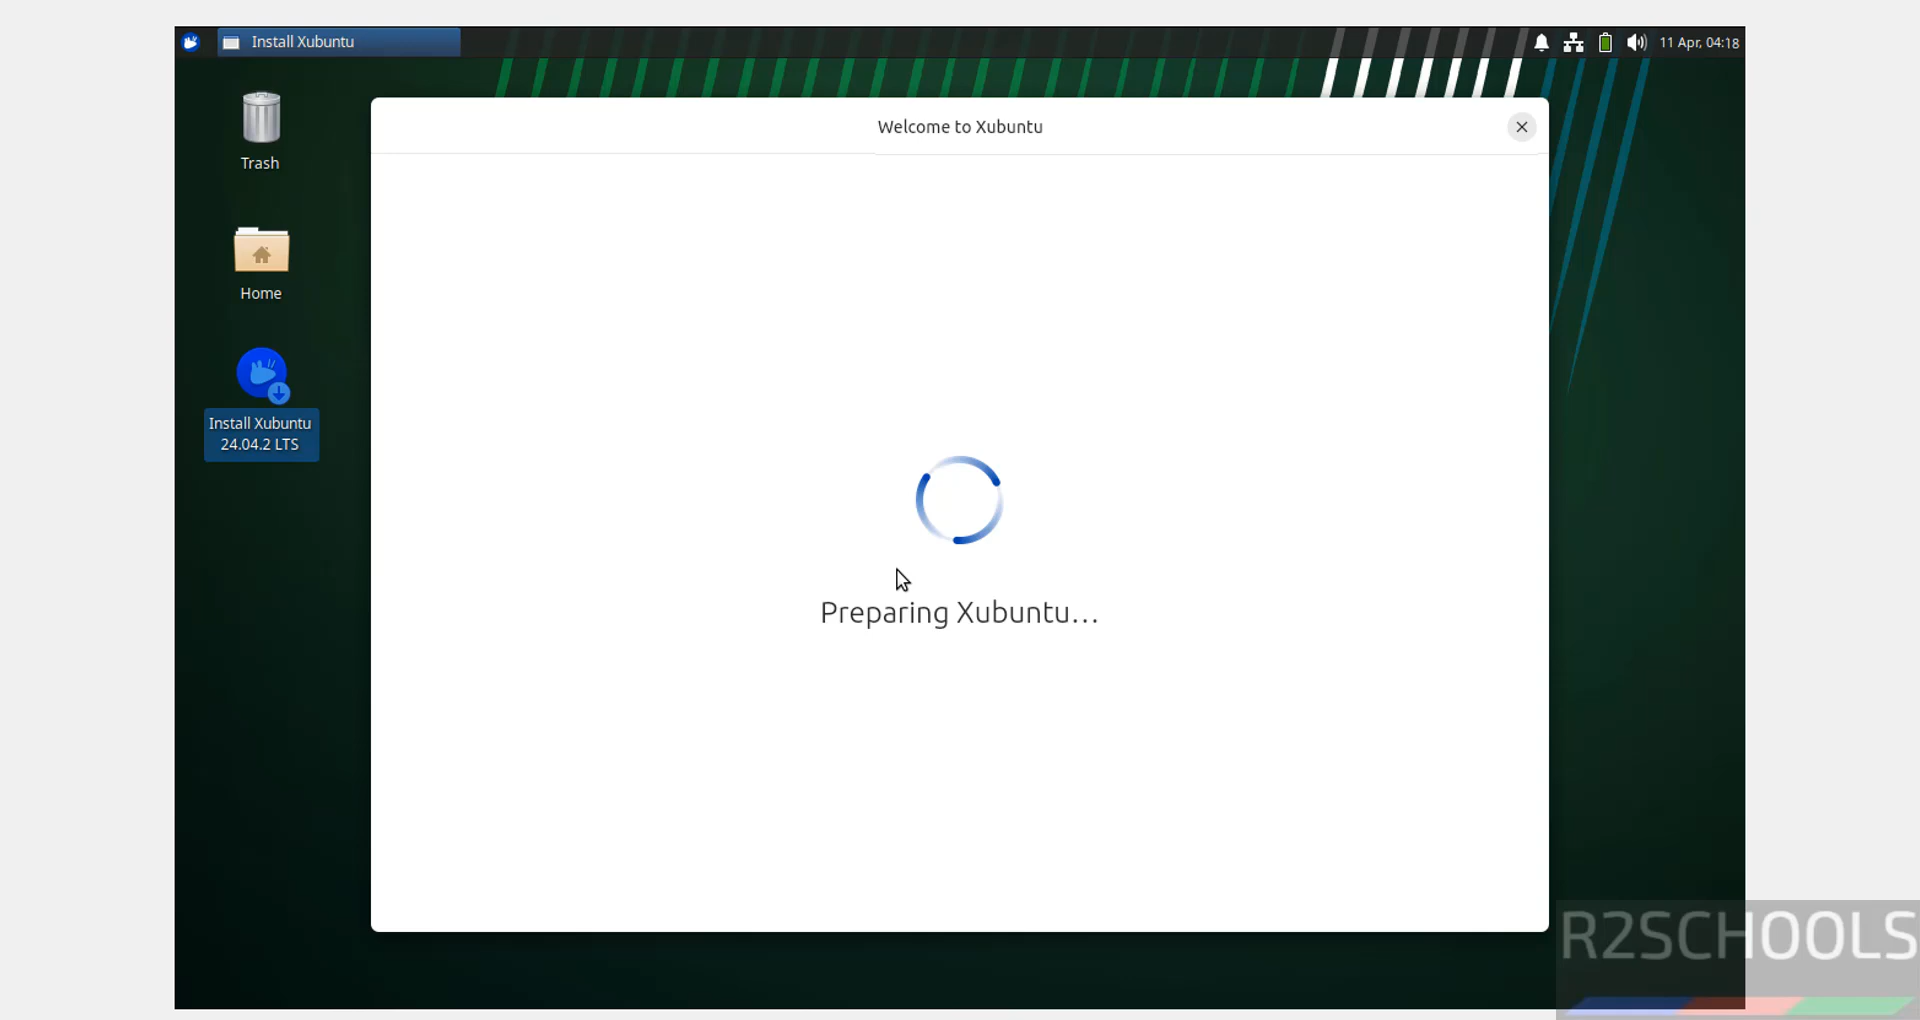 Install Xubuntu
11 Apr, 04:18
Trash
Welcome to Xubuntu
Home
Install Xubuntu
24.04.2 LTS
Preparing Xubuntu...
R2SCHOOLS